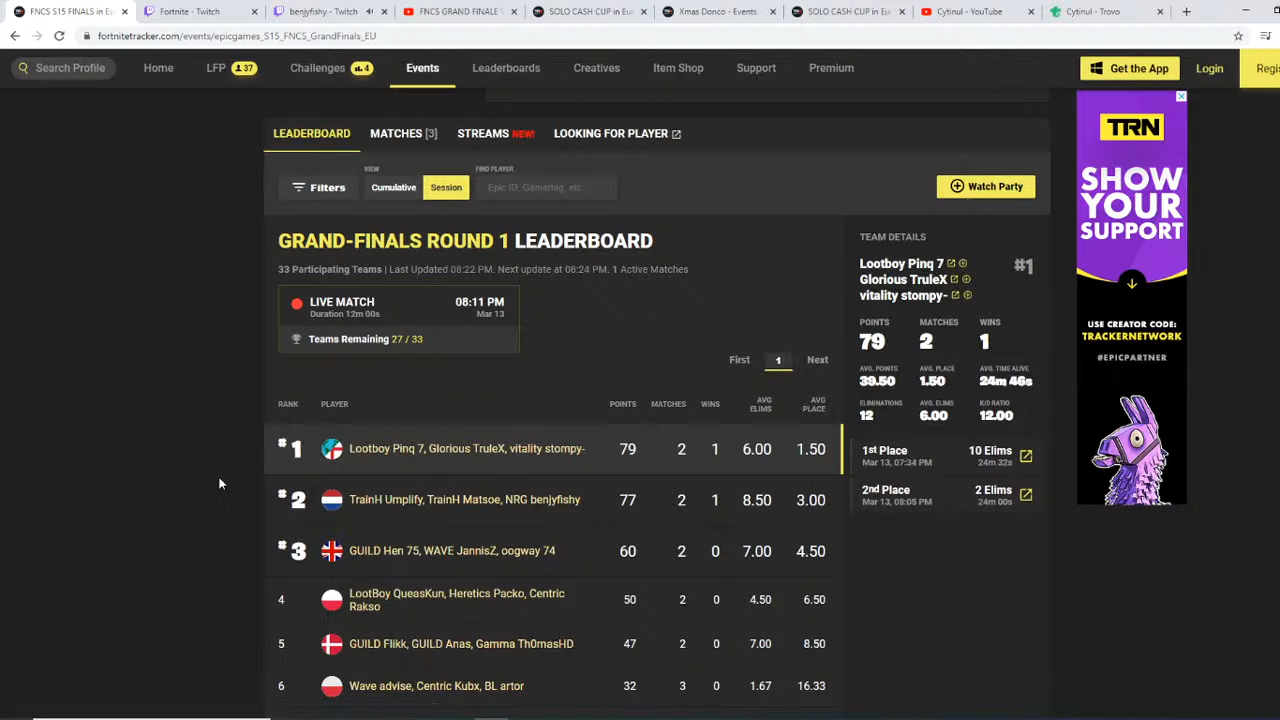 FNCS S15 FINALS in E
Fortnite - Twitch
benjyfishy - Twitch
FNCS GRAND FINALE
SOLO CASH CUP in Eu
Xmas Donor - Events
SOLO CASH CUP in Eu
Cytinul - YouTube
Cytinul - Trovo
fortnitetracker.com/events/epicgames_S15_FNCS_GrandFinals_EU
Search Profile
Home
LFP 37
Challenges 4
Events
Leaderboards
Creatives
Item Shop
Support
Premium
Get the App
Login
Regi
LEADERBOARD
MATCHES [3]
STREAMS NEW!
LOOKING FOR PLAYER
Filters
VIEW
Cumulative
Session
FIND PLAYER
Epic ID, Gamertag, etc.
Watch Party
GRAND-FINALS ROUND 1 LEADERBOARD
33 Participating Teams | Last Updated 08:22 PM. Next update at 08:24 PM. 1 Active Matches
LIVE MATCH 08:11 PM
Duration 12m 00s Mar 13
Teams Remaining 27 / 33
First 1 Next
RANK PLAYER POINTS MATCHES WINS AVG ELIMS AVG PLACE
#1 Lootboy Pinq 7, Glorious TruleX, vitality stompy- 79 2 1 6.00 1.50
#2 TrainH Umplify, TrainH Matsoe, NRG benjyfishy 77 2 1 8.50 3.00
#3 GUILD Hen 75, WAVE JannisZ, oogway 74 60 2 0 7.00 4.50
4 LootBoy QueasKun, Heretics Packo, Centric Rakso 50 2 0 4.50 6.50
5 GUILD Flikk, GUILD Anas, Gamma Th0masHD 47 2 0 7.00 8.50
6 Wave advise, Centric Kubx, BL artor 32 3 0 1.67 16.33
TEAM DETAILS
Lootboy Pinq 7
Glorious TruleX
vitality stompy-
#1
POINTS MATCHES WINS
79 2 1
AVG. POINTS AVG. PLACE AVG. TIME ALIVE
39.50 1.50 24m 46s
ELIMINATIONS AVG. ELIMS K/D RATIO
12 6.00 12.00
1st Place 10 Elims
Mar 13, 07:34 PM 24m 32s
2nd Place 2 Elims
Mar 13, 08:05 PM 24m 00s
TRN
SHOW
YOUR
SUPPORT
USE CREATOR CODE:
TRACKERNETWORK
#EPICPARTNER